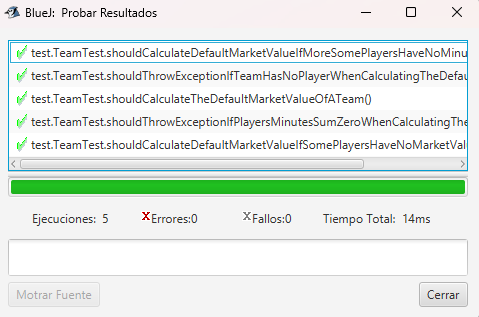 BlueJ: Probar Resultados
test.TeamTest.shouldCalculateDefaultMarketValueIfMoreSomePlayersHaveNoMinu
test.TeamTest.shouldThrowExceptionIfTeamHasNoPlayerWhenCalculatingTheDefau
test.TeamTest.shouldCalculateTheDefaultMarketValueOfATeam()
test.TeamTest.shouldThrowExceptionIfPlayersMinutesSumZeroWhenCalculatingThe
test.TeamTest.shouldCalculateDefaultMarketValueIfSomePlayersHaveNoMarketVal
Ejecuciones: 5 Errores:0 Fallos:0 Tiempo Total: 14ms
Motrar Fuente Cerrar